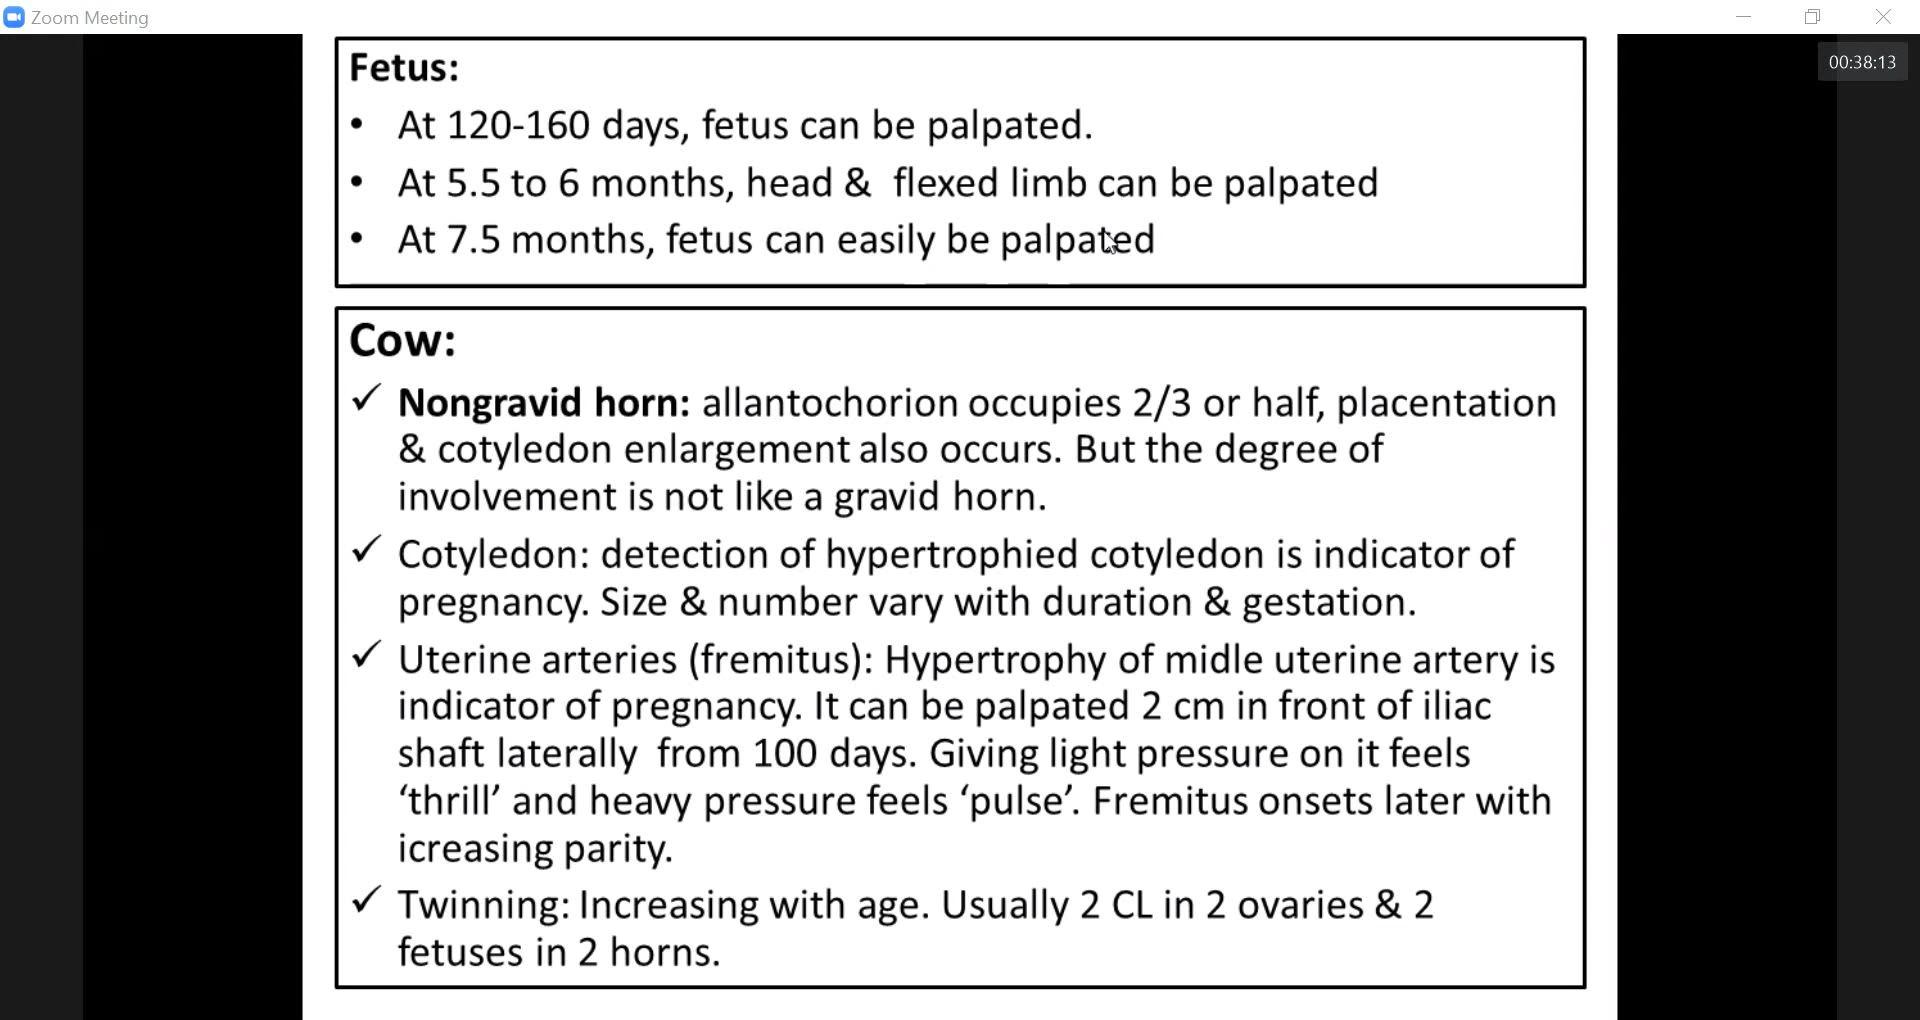 Zoom Meeting
00:38:13
Fetus:
• At 120-160 days, fetus can be palpated.
• At 5.5 to 6 months, head & flexed limb can be palpated
• At 7.5 months, fetus can easily be palpated
Cow:
✓ Nongravid horn: allantochorion occupies 2/3 or half, placentation
& cotyledon enlargement also occurs. But the degree of
involvement is not like a gravid horn.
✓ Cotyledon: detection of hypertrophied cotyledon is indicator of
pregnancy. Size & number vary with duration & gestation.
✓ Uterine arteries (fremitus): Hypertrophy of midle uterine artery is
indicator of pregnancy. It can be palpated 2 cm in front of iliac
shaft laterally from 100 days. Giving light pressure on it feels
‘thrill’ and heavy pressure feels ‘pulse’. Fremitus onsets later with
icreasing parity.
✓ Twinning: Increasing with age. Usually 2 CL in 2 ovaries & 2
fetuses in 2 horns.